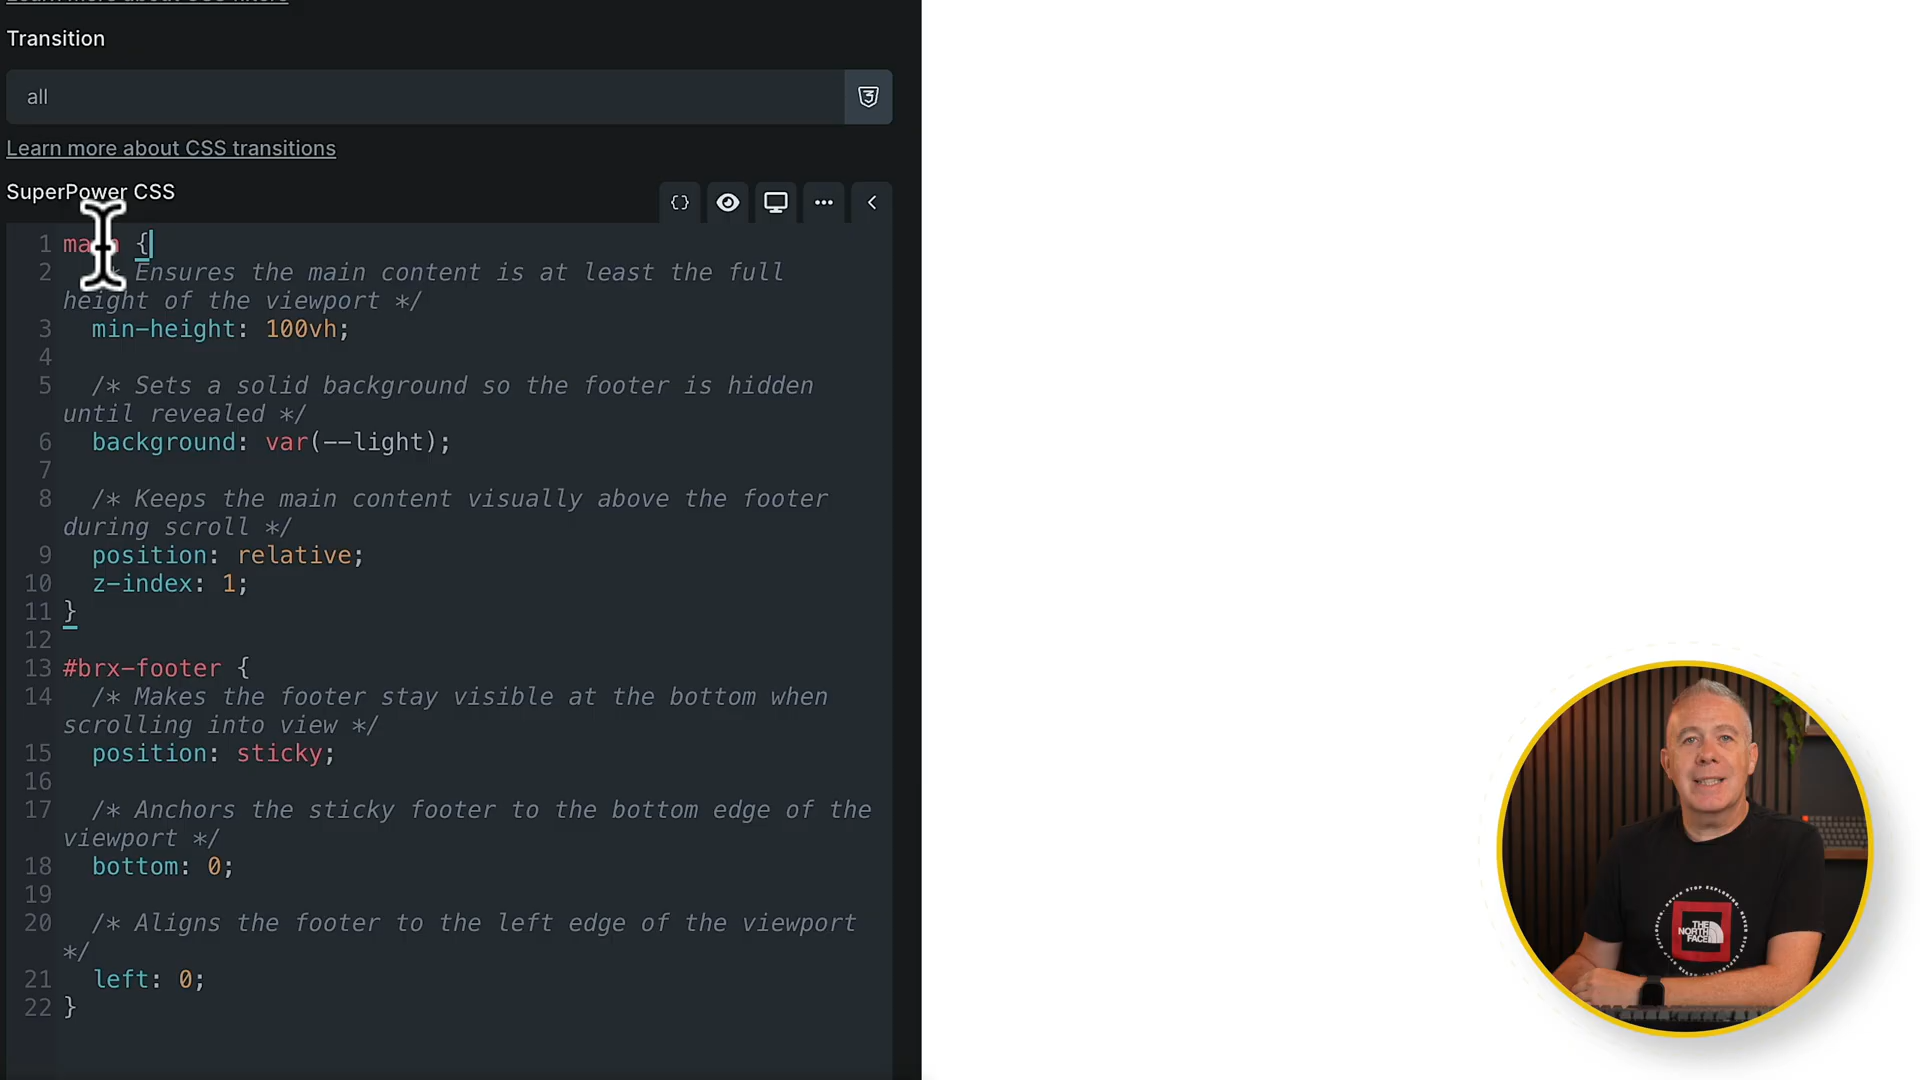 Transition
all
Learn more about CSS transitions
SuperPower CSS
1 main {
2 Ensures the main content is at least the full
height of the viewport */
3 min-height: 100vh;
4
5 /* Sets a solid background so the footer is hidden
until revealed */
6 background: var(--light);
7
8 /* Keeps the main content visually above the footer
during scroll */
9 position: relative;
10 z-index: 1;
11 }
12
13 #brx-footer {
14 /* Makes the footer stay visible at the bottom when
scrolling into view */
15 position: sticky;
16
17 /* Anchors the sticky footer to the bottom edge of the
viewport */
18 bottom: 0;
19
20 /* Aligns the footer to the left edge of the viewport
*/
21 left: 0;
22 }
NEVER STOP EXPLORING
THE
NORTH
FACE